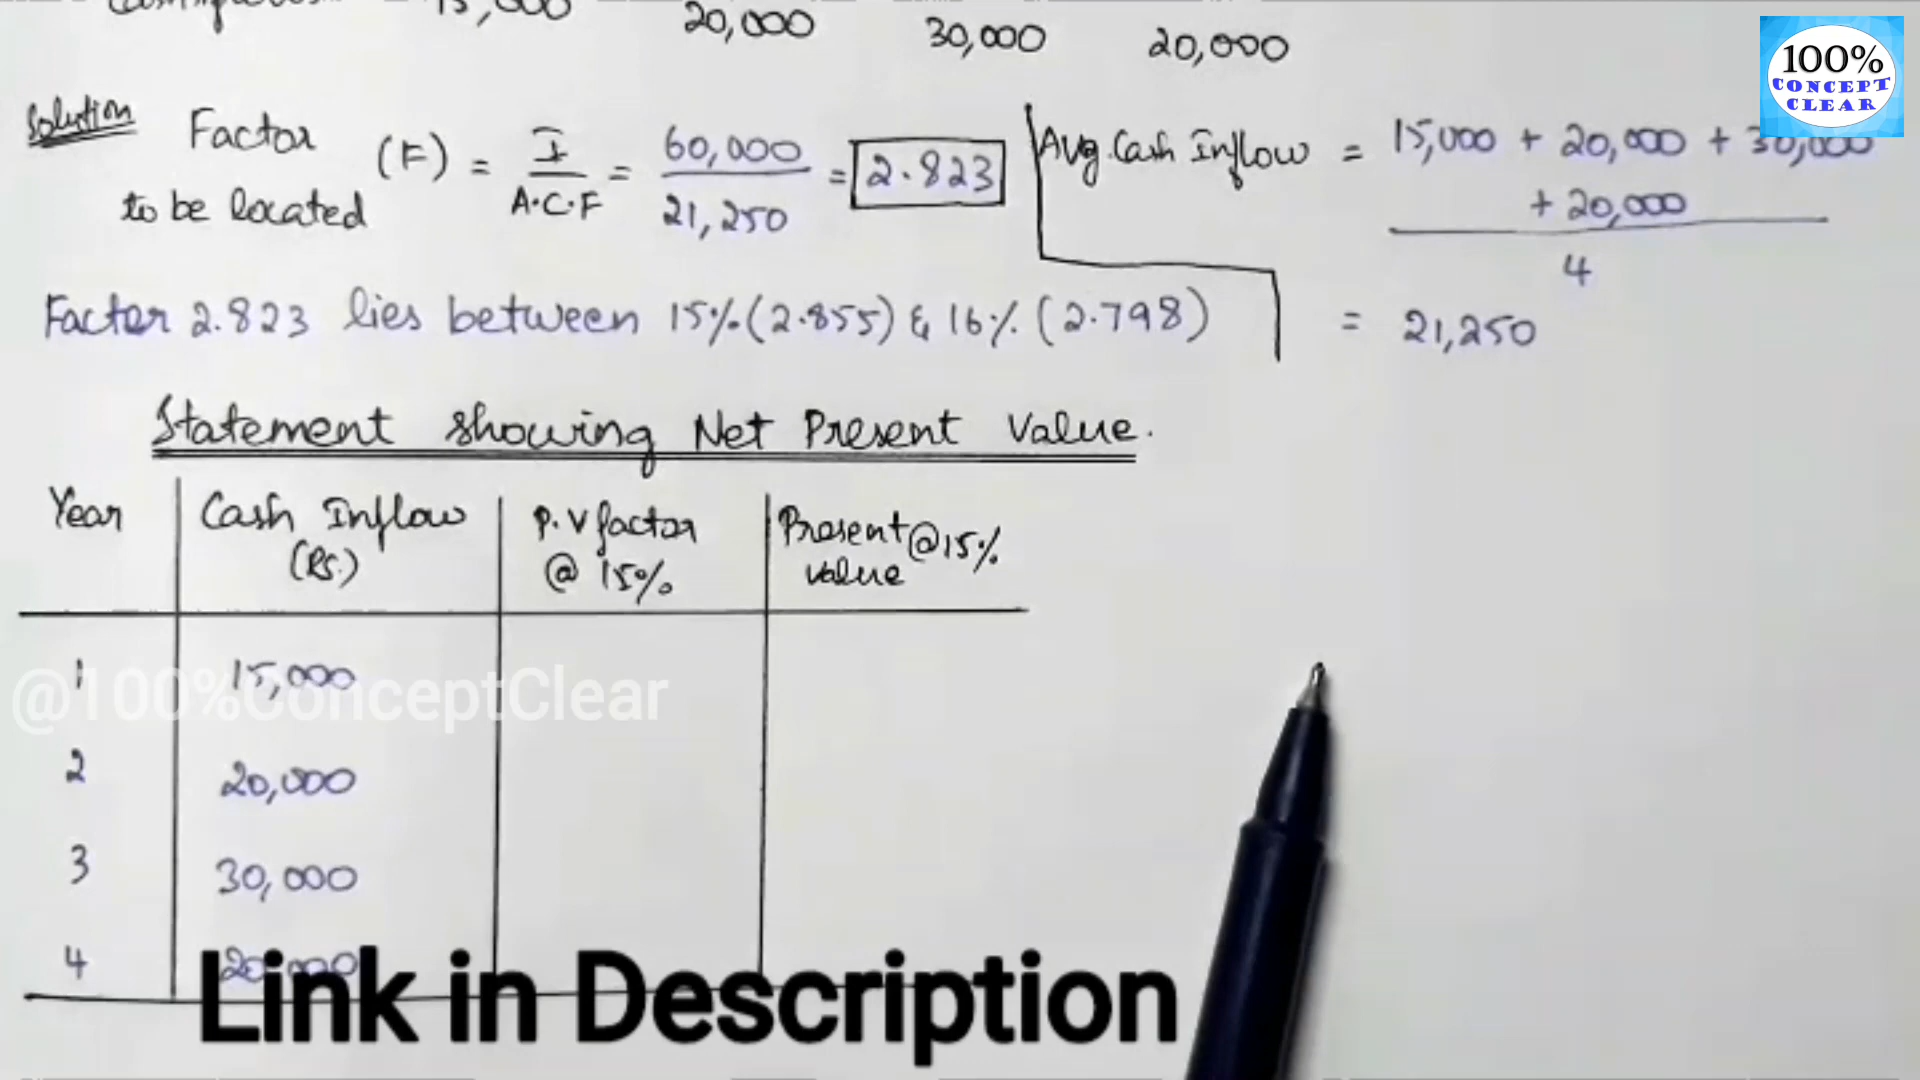 15,000 20,000 30,000 20,000
100%
CONCEPT
CLEAR
Solution Factor to be located (F) = I / A.C.F = 60,000 / 21,250 = 2.823
Avg. Cash Inflow = 15,000 + 20,000 + 30,000
+ 20,000
4
= 21,250
Factor 2.823 lies between 15% (2.855) & 16% (2.798)
Statement showing Net Present Value.
Year Cash Inflow (Rs.) P.V factor @ 15% Present value @ 15%
1 15,000
@100%ConceptClear
2 20,000
3 30,000
4 20,000
Link in Description